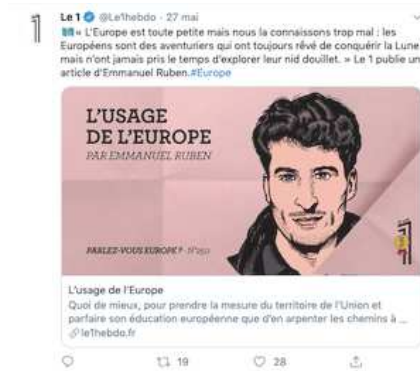 Le 1 @Le1hebdo · 27 mai
« L'Europe est toute petite mais nous la connaissons trop mal : les
Européens sont des aventuriers qui ont toujours rêvé de conquérir la Lune
mais n'ont jamais pris le temps d'explorer leur nid douillet. » Le 1 publie un
article d'Emmanuel Ruben.#Europe
L'USAGE
DE L'EUROPE
PAR EMMANUEL RUBEN
PARLEZ-VOUS EUROPE ?
L'usage de l'Europe
Quoi de mieux, pour prendre la mesure du territoire de l'Union et
parfaire son éducation européenne que d'en arpenter les chemins à ...
le1hebdo.fr
19 28